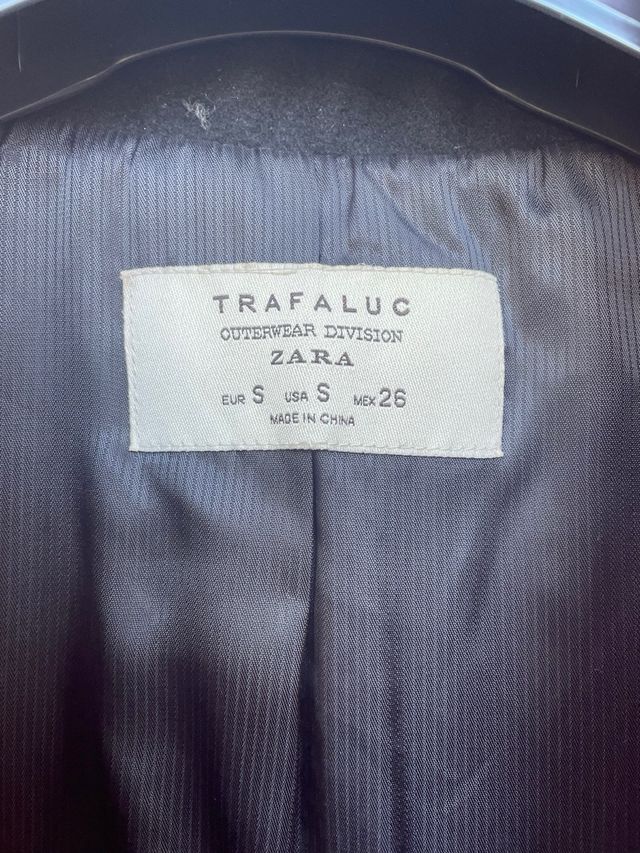 TRAFALUC
OUTERWEAR DIVISION
ZARA
EUR S USA S MEX 26
MADE IN CHINA